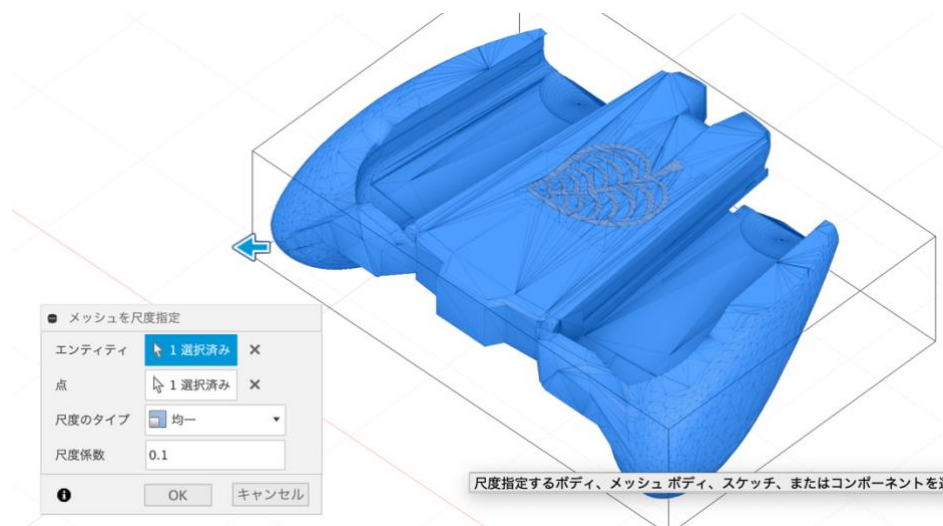 メッシュを尺度指定
エンティティ 1 選択済み
点 1 選択済み
尺度のタイプ 均一
尺度係数 0.1
OK キャンセル
尺度指定するボディ、メッシュ ボディ、スケッチ、またはコンポーネントを